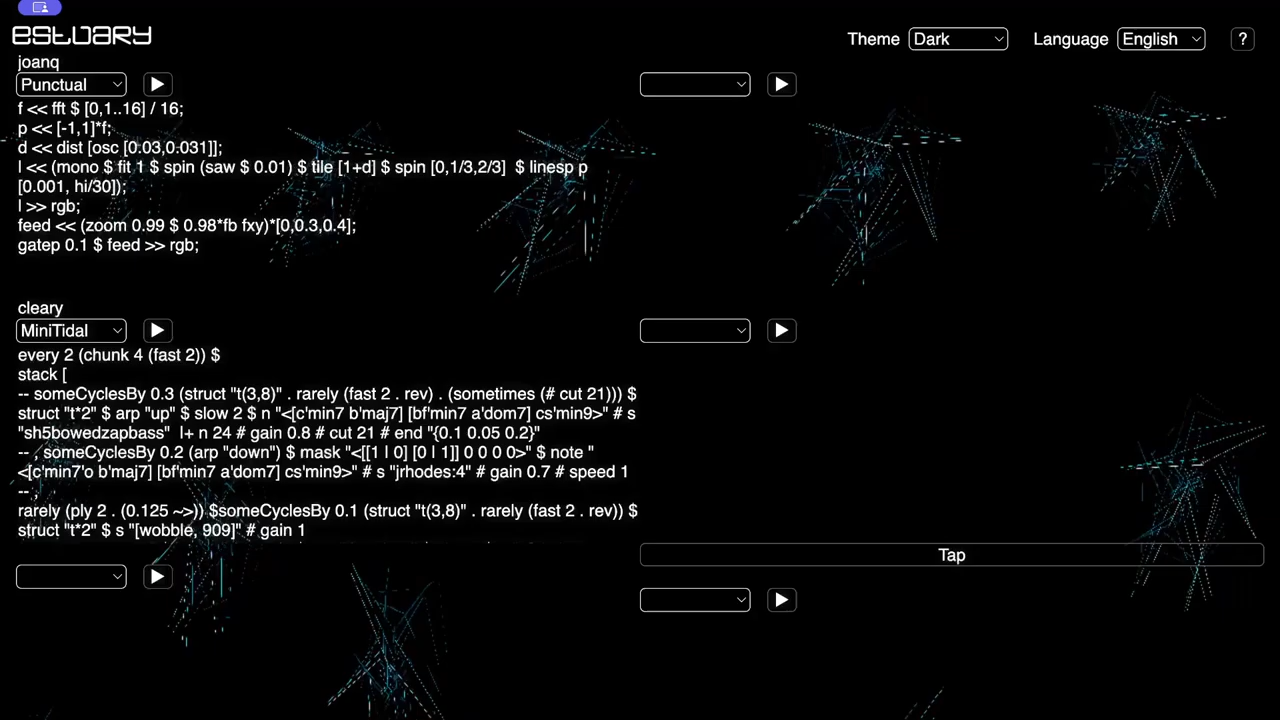 estuary
Theme Dark Language English ?
joanq
Punctual
f << fft $ [0,1..16] / 16;
p << [-1,1]*f;
d << dist [osc [0.03,0.031]];
l << (mono $ fit 1 $ spin (saw $ 0.01) $ tile [1+d] $ spin [0,1/3,2/3]  $ linesp p
[0.001, hi/30]);
l >> rgb;
feed << (zoom 0.99 $ 0.98*fb fxy)*[0,0.3,0.4];
gatep 0.1 $ feed >> rgb;
cleary
MiniTidal
every 2 (chunk 4 (fast 2)) $
stack [
-- someCyclesBy 0.3 (struct "t(3,8)" . rarely (fast 2 . rev) . (sometimes (# cut 21))) $
struct "t*2" $ arp "up" $ slow 2 $ n "<[c'min7 b'maj7] [bf'min7 a'dom7] cs'min9>" # s
"sh5bowedzapbass"  |+ n 24 # gain 0.8 # cut 21 # end "{0.1 0.05 0.2}"
-- , someCyclesBy 0.2 (arp "down") $ mask "<[[1 | 0] [0 | 1]] 0 0 0 0>" $ note "
<[c'min7'o b'maj7] [bf'min7 a'dom7] cs'min9>" # s "jrhodes:4" # gain 0.7 # speed 1
-- ,
rarely (ply 2 . (0.125 ~>)) $someCyclesBy 0.1 (struct "t(3,8)" . rarely (fast 2 . rev)) $
struct "t*2" $ s "[wobble, 909]" # gain 1
Tap